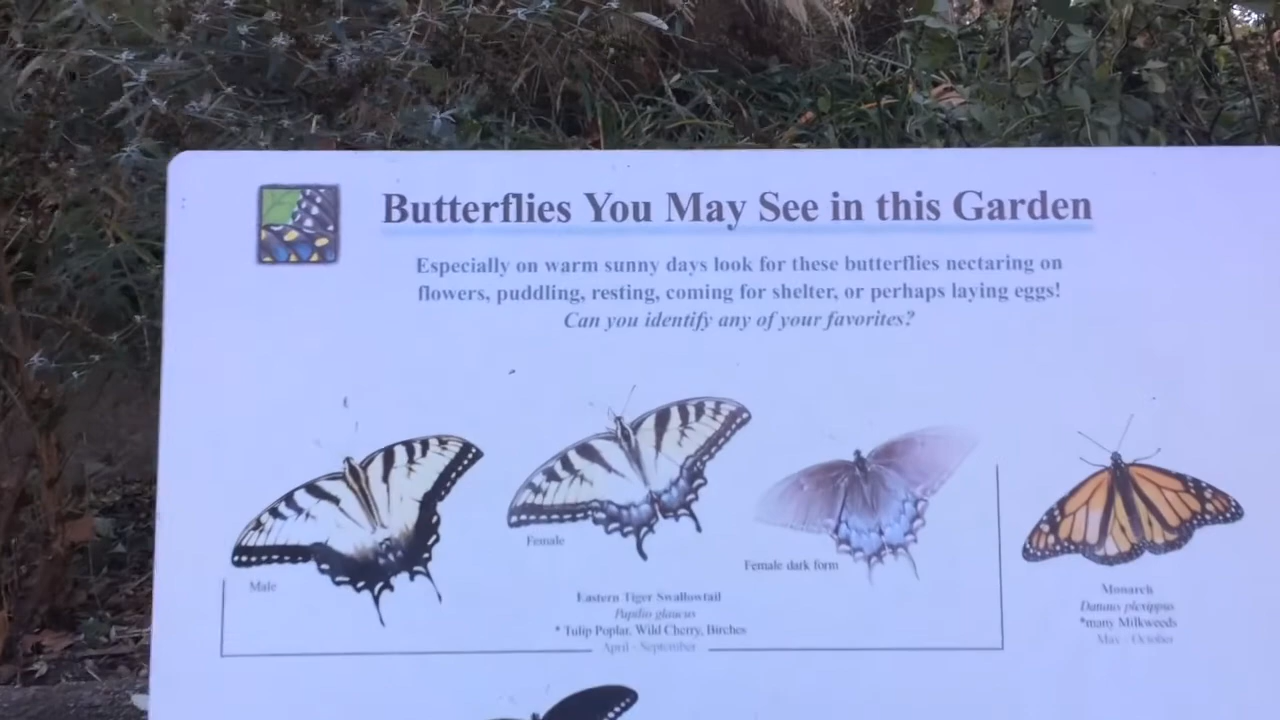 Butterflies You May See in this Garden
Especially on warm sunny days look for these butterflies nectaring on
flowers, puddling, resting, coming for shelter, or perhaps laying eggs!
Can you identify any of your favorites?
Male
Female
Female dark form
Eastern Tiger Swallowtail
Papilio glaucus
* Tulip Poplar, Wild Cherry, Birches
April - September
Monarch
Danaus plexippus
*many Milkweeds
May - October